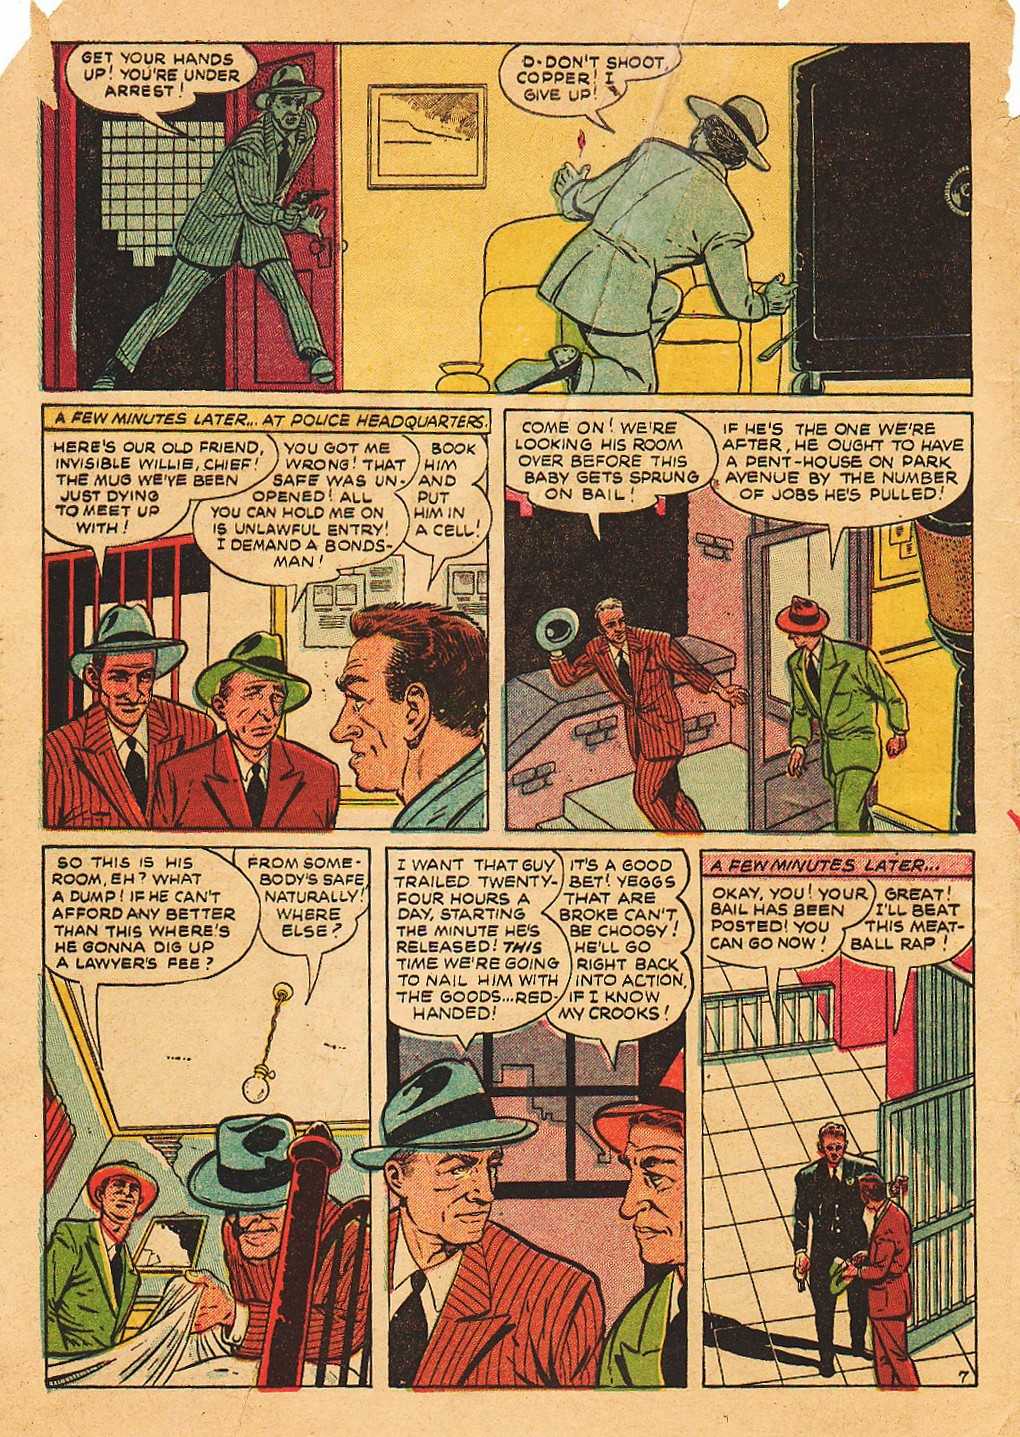 GET YOUR HANDS
UP! YOU'RE UNDER
ARREST!
D-DON'T SHOOT,
COPPER! I
GIVE UP!
A FEW MINUTES LATER... AT POLICE HEADQUARTERS.
HERE'S OUR OLD FRIEND,
INVISIBLE WILLIE, CHIEF!
THE MUG WE'VE BEEN
JUST DYING
TO MEET UP
WITH!
YOU GOT ME
WRONG! THAT
SAFE WAS UN-
OPENED! ALL
YOU CAN HOLD ME ON
IS UNLAWFUL ENTRY!
I DEMAND A BONDS-
MAN!
BOOK
HIM
AND
PUT
HIM IN
A CELL!
COME ON! WE'RE
LOOKING HIS ROOM
OVER BEFORE THIS
BABY GETS SPRUNG
ON BAIL!
IF HE'S THE ONE WE'RE
AFTER, HE OUGHT TO HAVE
A PENT-HOUSE ON PARK
AVENUE BY THE NUMBER
OF JOBS HE'S PULLED!
SO THIS IS HIS
ROOM, EH? WHAT
A DUMP! IF HE CAN'T
AFFORD ANY BETTER
THAN THIS WHERE'S
HE GONNA DIG UP
A LAWYER'S FEE?
FROM SOME-
BODY'S SAFE,
NATURALLY!
WHERE
ELSE?
I WANT THAT GUY
TRAILED TWENTY-
FOUR HOURS A
DAY, STARTING
THE MINUTE HE'S
RELEASED! THIS
TIME WE'RE GOING
TO NAIL HIM WITH
THE GOODS...RED-
HANDED!
IT'S A GOOD
BET! YEGGS
THAT ARE
BROKE CAN'T
BE CHOOSY!
HE'LL GO
RIGHT BACK
INTO ACTION,
IF I KNOW
MY CROOKS!
A FEW MINUTES LATER...
OKAY, YOU! YOUR
BAIL HAS BEEN
POSTED! YOU
CAN GO NOW!
GREAT!
I'LL BEAT
THIS MEAT-
BALL RAP!
7